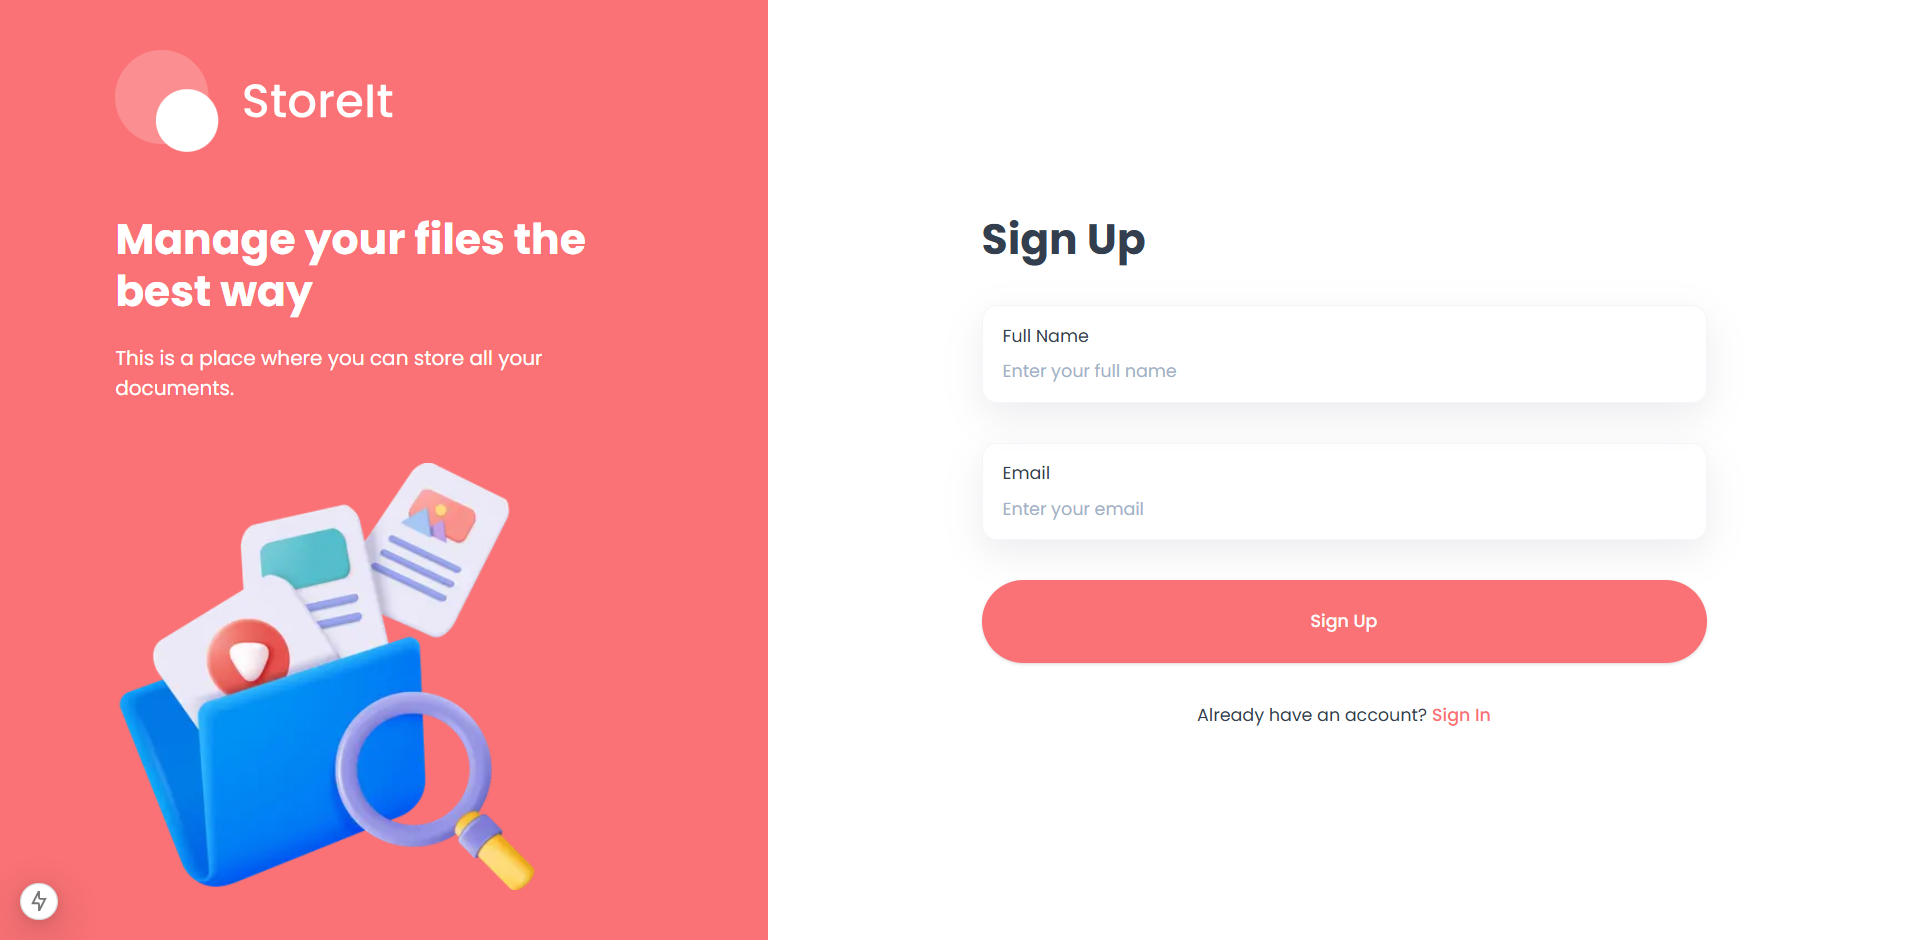 StoreIt
Manage your files the
best way
This is a place where you can store all your
documents.
Sign Up
Full Name
Enter your full name
Email
Enter your email
Sign Up
Already have an account? Sign In